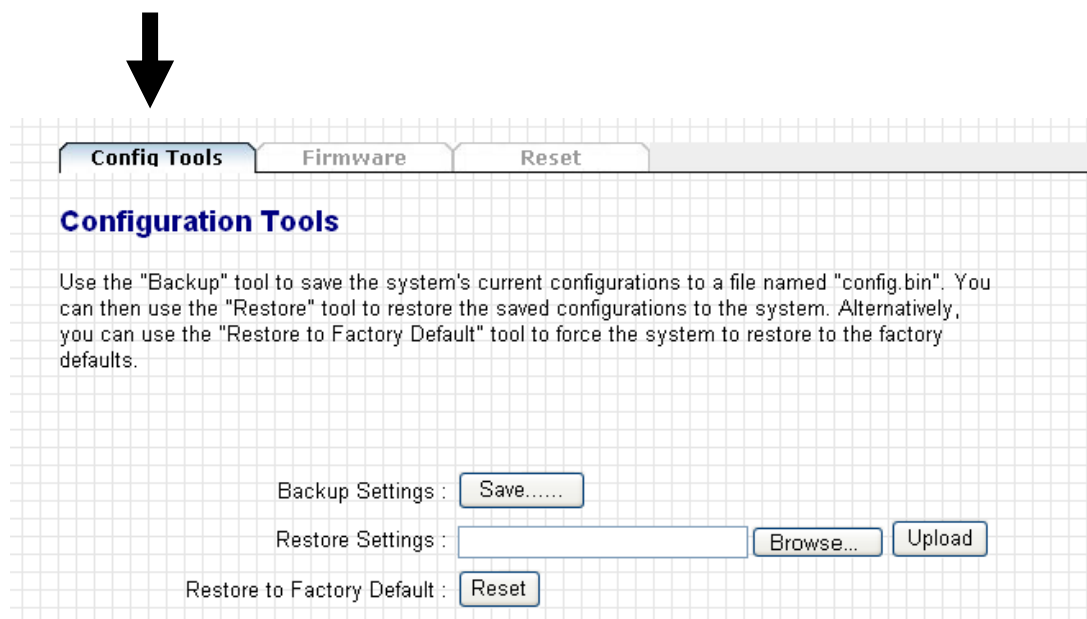 Config Tools Firmware Reset
Configuration Tools
Use the "Backup" tool to save the system's current configurations to a file named "config.bin". You
can then use the "Restore" tool to restore the saved configurations to the system. Alternatively,
you can use the "Restore to Factory Default" tool to force the system to restore to the factory
defaults.
Backup Settings : Save......
Restore Settings : Browse... Upload
Restore to Factory Default : Reset